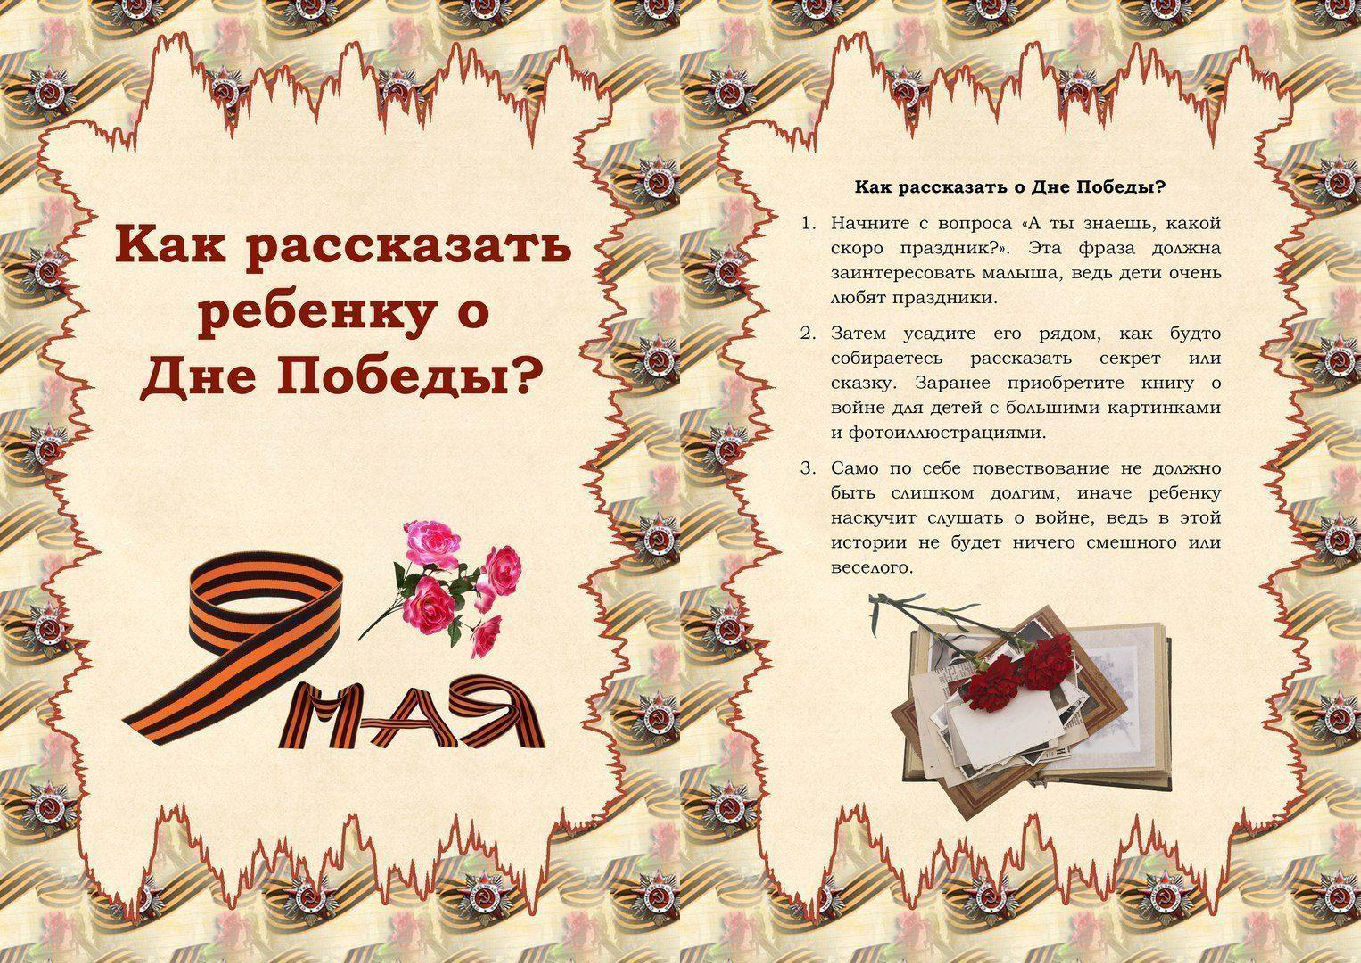 Как рассказать
ребенку о
Дне Победы?
9 МАЯ
Как рассказать о Дне Победы?
1. Начните с вопроса «А ты знаешь, какой
скоро праздник?». Эта фраза должна
заинтересовать малыша, ведь дети очень
любят праздники.
2. Затем усадите его рядом, как будто
собираетесь рассказать секрет или
сказку. Заранее приобретите книгу о
войне для детей с большими картинками
и фотоиллюстрациями.
3. Само по себе повествование не должно
быть слишком долгим, иначе ребенку
наскучит слушать о войне, ведь в этой
истории не будет ничего смешного или
веселого.